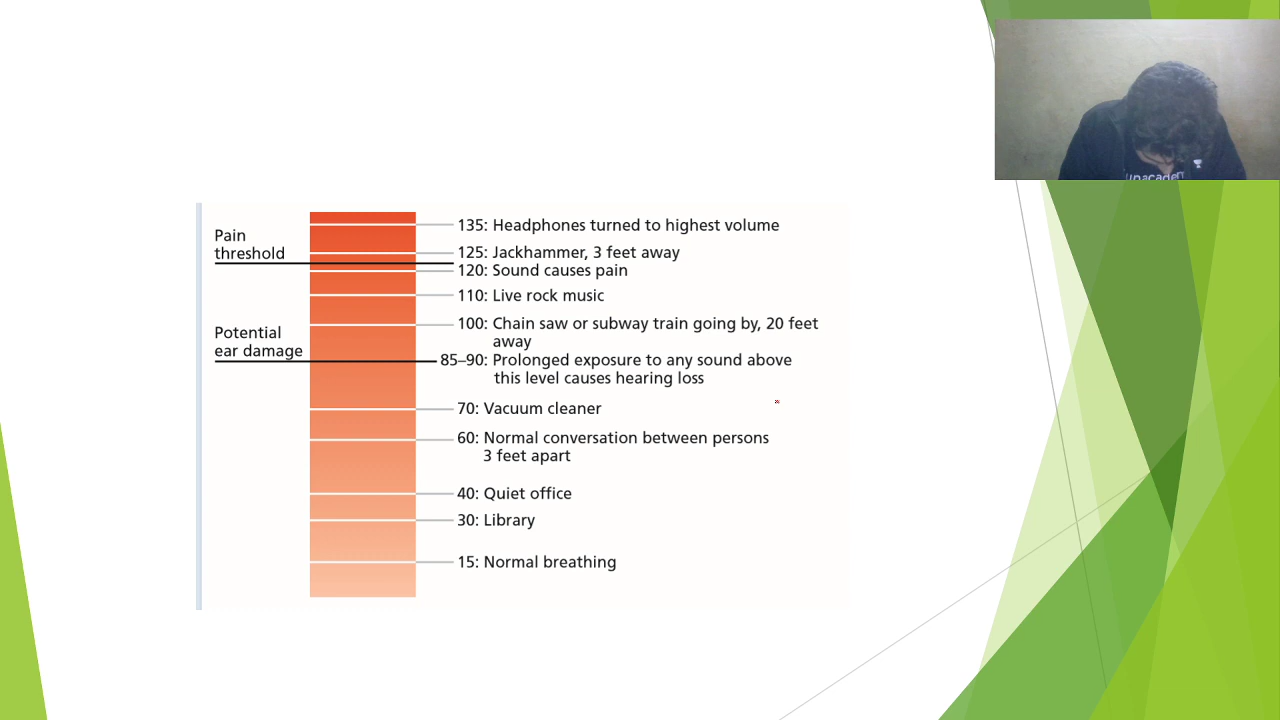 Pain
threshold
Potential
ear damage
135: Headphones turned to highest volume
125: Jackhammer, 3 feet away
120: Sound causes pain
110: Live rock music
100: Chain saw or subway train going by, 20 feet
away
85–90: Prolonged exposure to any sound above
this level causes hearing loss
70: Vacuum cleaner
60: Normal conversation between persons
3 feet apart
40: Quiet office
30: Library
15: Normal breathing